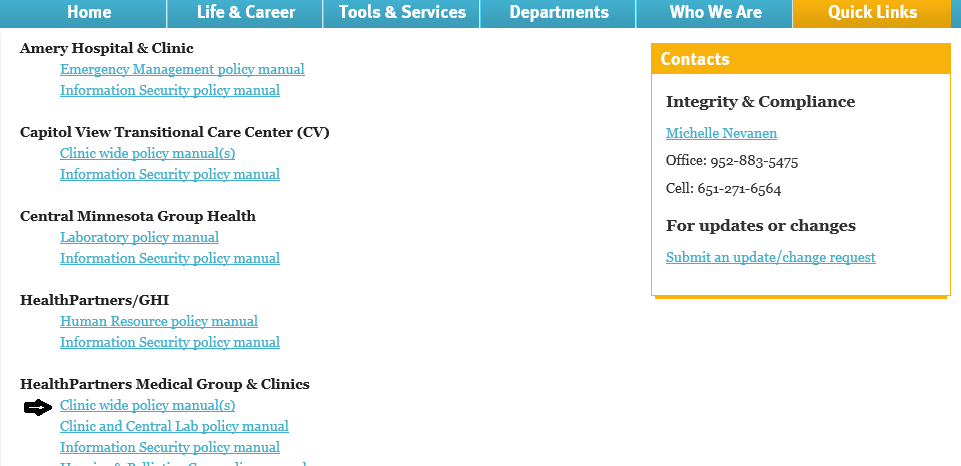 Home Life & Career Tools & Services Departments Who We Are Quick Links
Amery Hospital & Clinic
Emergency Management policy manual
Information Security policy manual
Capitol View Transitional Care Center (CV)
Clinic wide policy manual(s)
Information Security policy manual
Central Minnesota Group Health
Laboratory policy manual
Information Security policy manual
HealthPartners/GHI
Human Resource policy manual
Information Security policy manual
HealthPartners Medical Group & Clinics
Clinic wide policy manual(s)
Clinic and Central Lab policy manual
Information Security policy manual
Contacts
Integrity & Compliance
Michelle Nevanen
Office: 952-883-5475
Cell: 651-271-6564
For updates or changes
Submit an update/change request